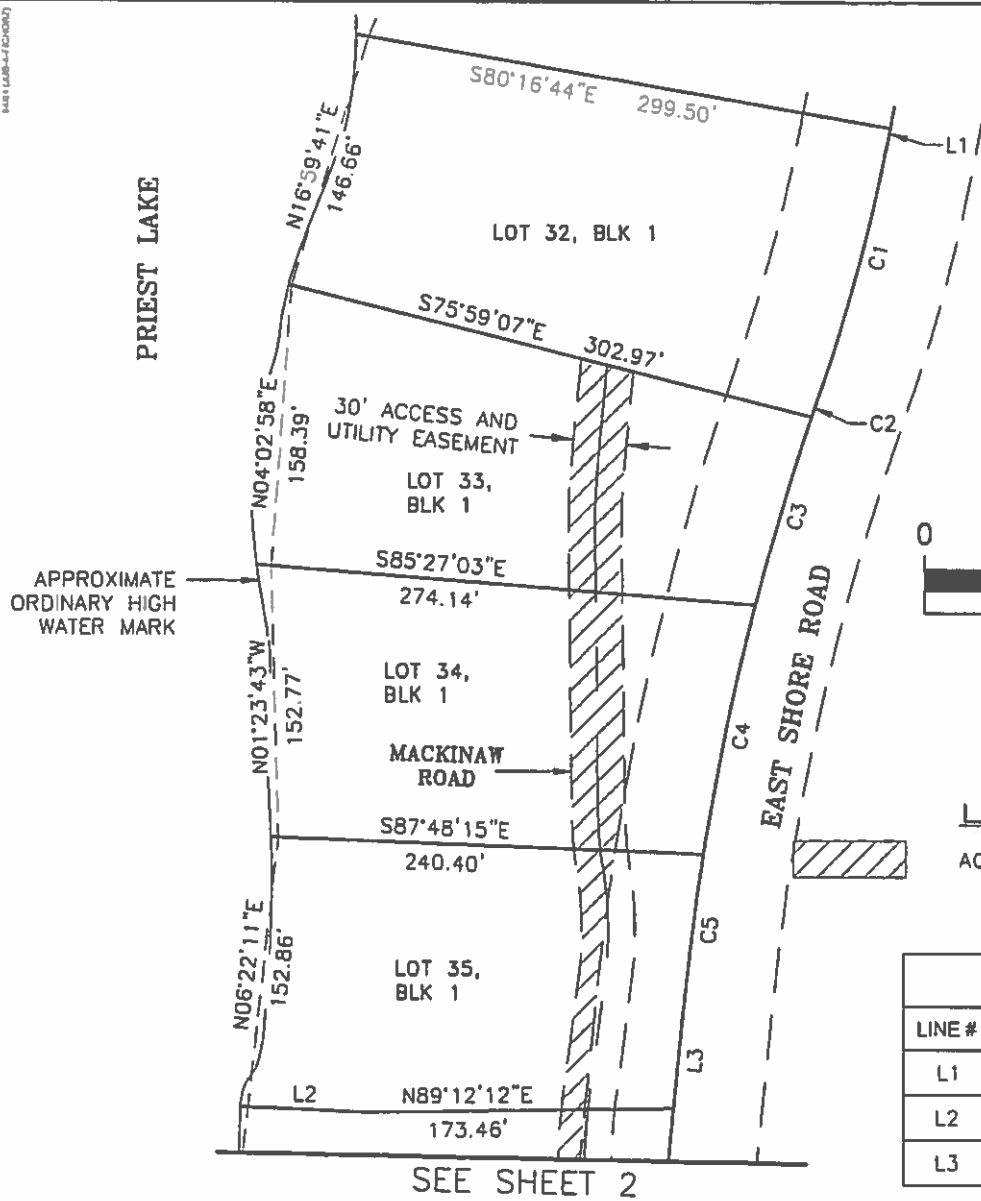 S80°16'44"E 299.50'
L1
N16°59'41"E
146.66'
PRIEST LAKE
LOT 32, BLK 1
C1
S75°59'07"E
302.97'
C2
30' ACCESS AND
UTILITY EASEMENT
N04°02'58"E
158.39'
LOT 33,
BLK 1
C3
0
S85°27'03"E
274.14'
APPROXIMATE
ORDINARY HIGH
WATER MARK
EAST SHORE ROAD
N01°23'43"W
152.77'
LOT 34,
BLK 1
C4
MACKINAW
ROAD
S87°48'15"E
240.40'
L
AC
N06°22'11"E
152.86'
C5
LOT 35,
BLK 1
LINE #
L1
L2
L3
L3
L2 N89°12'12"E
173.46'
SEE SHEET 2